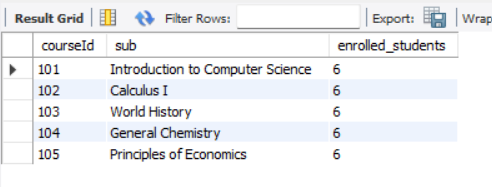 Result Grid Filter Rows: Export: Wrap
courseId sub enrolled_students
101 Introduction to Computer Science 6
102 Calculus I 6
103 World History 6
104 General Chemistry 6
105 Principles of Economics 6